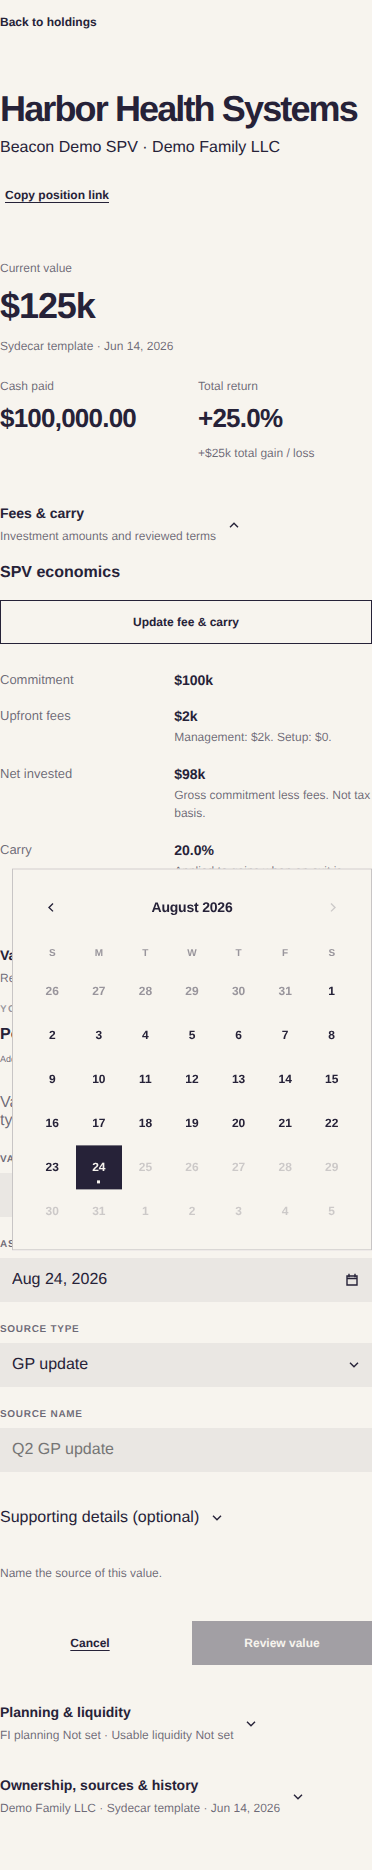 Back to holdings
Harbor Health Systems
Beacon Demo SPV · Demo Family LLC
Copy position link
Current value
$125k
Sydecar template · Jun 14, 2026
Cash paid Total return
$100,000.00 +25.0%
+$25k total gain / loss
Fees & carry
Investment amounts and reviewed terms
SPV economics
Update fee & carry
Commitment $100k
Upfront fees $2k
Management: $2k. Setup: $0.
Net invested $98k
Gross commitment less fees. Not tax
basis.
Carry 20.0%
August 2026
S M T W T F S
26 27 28 29 30 31 1
2 3 4 5 6 7 8
9 10 11 12 13 14 15
16 17 18 19 20 21 22
23 24 25 26 27 28 29
30 31 1 2 3 4 5
Aug 24, 2026
SOURCE TYPE
GP update
SOURCE NAME
Q2 GP update
Supporting details (optional)
Name the source of this value.
Cancel Review value
Planning & liquidity
FI planning Not set · Usable liquidity Not set
Ownership, sources & history
Demo Family LLC · Sydecar template · Jun 14, 2026